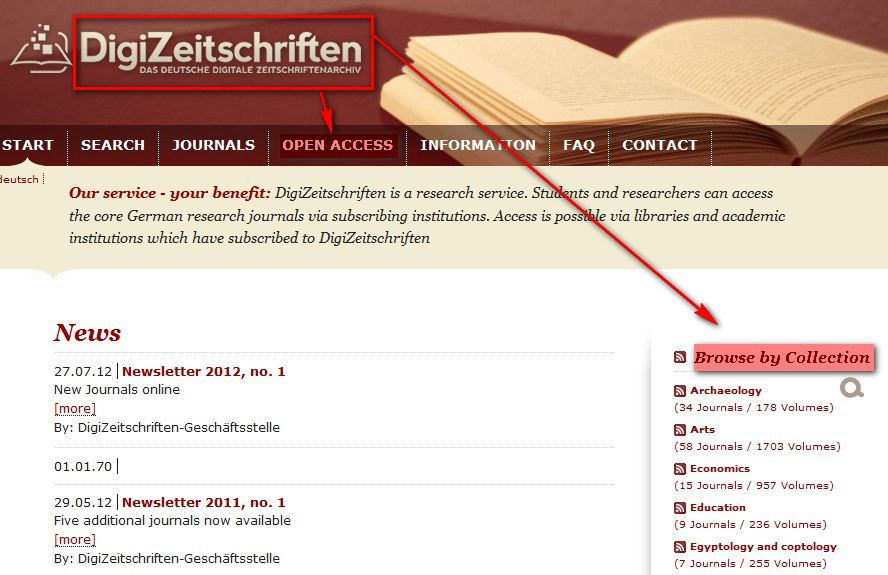 DigiZeitschriften
DAS DEUTSCHE DIGITALE ZEITSCHRIFTENARCHIV
START SEARCH JOURNALS OPEN ACCESS INFORMATION FAQ CONTACT
deutsch
Our service - your benefit: DigiZeitschriften is a research service. Students and researchers can access
the core German research journals via subscribing institutions. Access is possible via libraries and academic
institutions which have subscribed to DigiZeitschriften
News
27.07.12 Newsletter 2012, no. 1
New Journals online
[more]
By: DigiZeitschriften-Geschäftsstelle
01.01.70
29.05.12 Newsletter 2011, no. 1
Five additional journals now available
[more]
By: DigiZeitschriften-Geschäftsstelle
Browse by Collection
Archaeology
(34 Journals / 178 Volumes)
Arts
(58 Journals / 1703 Volumes)
Economics
(15 Journals / 957 Volumes)
Education
(9 Journals / 236 Volumes)
Egyptology and coptology
(7 Journals / 255 Volumes)